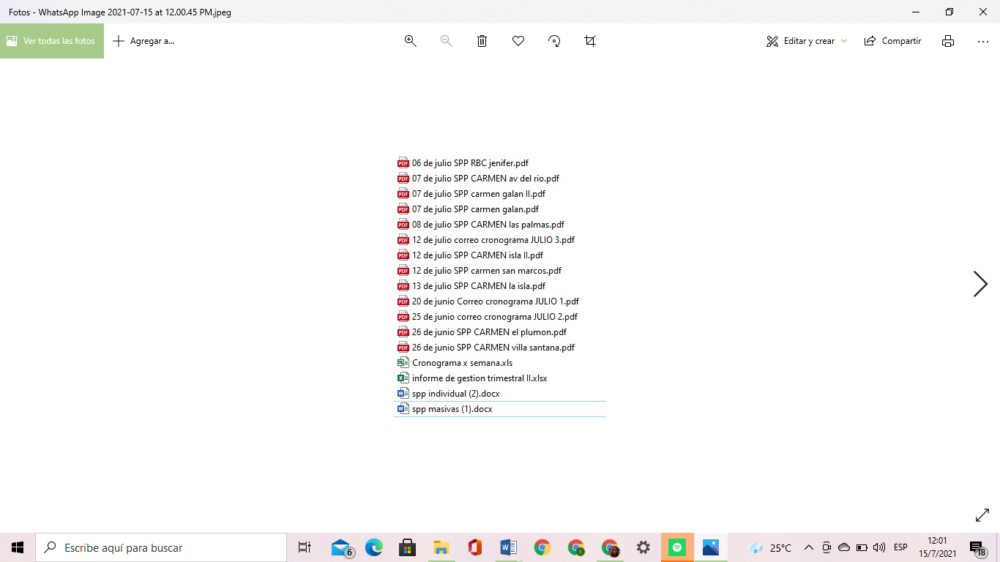 Fotos - WhatsApp Image 2021-07-15 at 12.00.45 PM.jpeg
Ver todas las fotos
Agregar a...
Editar y crear
Compartir
06 de julio SPP RBC jenifer.pdf
07 de julio SPP CARMEN av del rio.pdf
07 de julio SPP carmen galan II.pdf
07 de julio SPP carmen galan.pdf
08 de julio SPP CARMEN las palmas.pdf
12 de julio correo cronograma JULIO 3.pdf
12 de julio SPP CARMEN isla II.pdf
12 de julio SPP carmen san marcos.pdf
13 de julio SPP CARMEN la isla.pdf
20 de junio Correo cronograma JULIO 1.pdf
25 de junio correo cronograma JULIO 2.pdf
26 de junio SPP CARMEN el plumon.pdf
26 de junio SPP CARMEN villa santana.pdf
Cronograma x semana.xls
informe de gestion trimestral II.xlsx
spp individual (2).docx
spp masivas (1).docx
Escribe aquí para buscar
6
25°C
ESP
12:01
15/7/2021
18